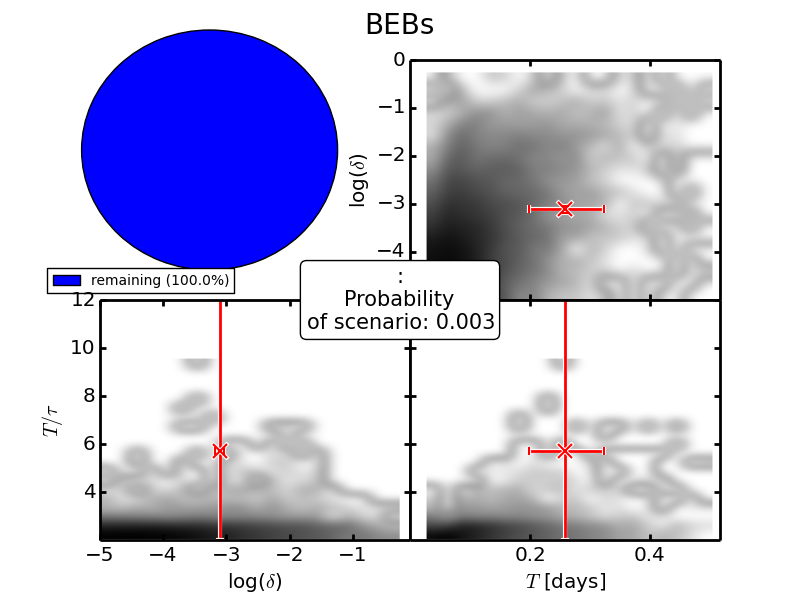 BEBs
0
−1
−2
−3
−4
log(δ)
remaining (100.0%)
:
Probability
of scenario: 0.003
12
10
8
6
4
T/τ
−5 −4 −3 −2 −1
log(δ)
0.2 0.4
T [days]